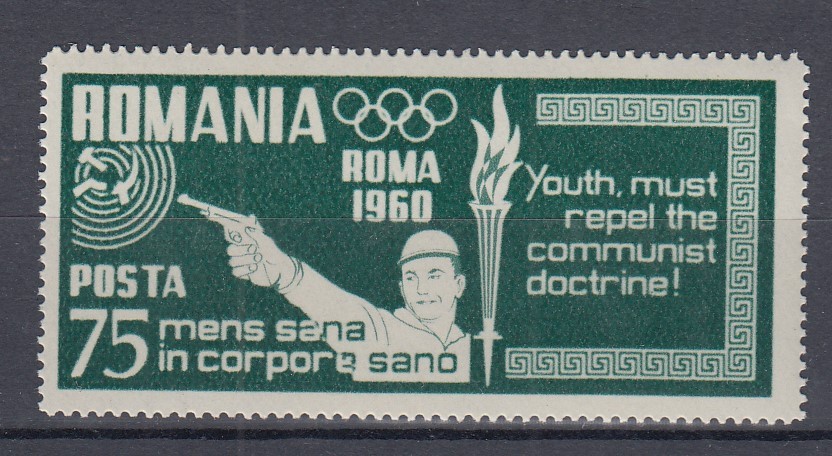 ROMANIA
ROMA
1960
POSTA
75
mens sana
in corpore sano
Youth, must
repel the
communist
doctrine!